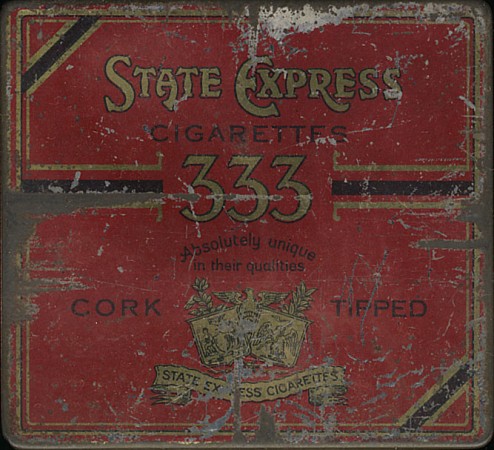 STATE EXPRESS
CIGARETTES
333
Absolutely unique
in their qualities
CORK TIPPED
STATE EXPRESS CIGARETTES